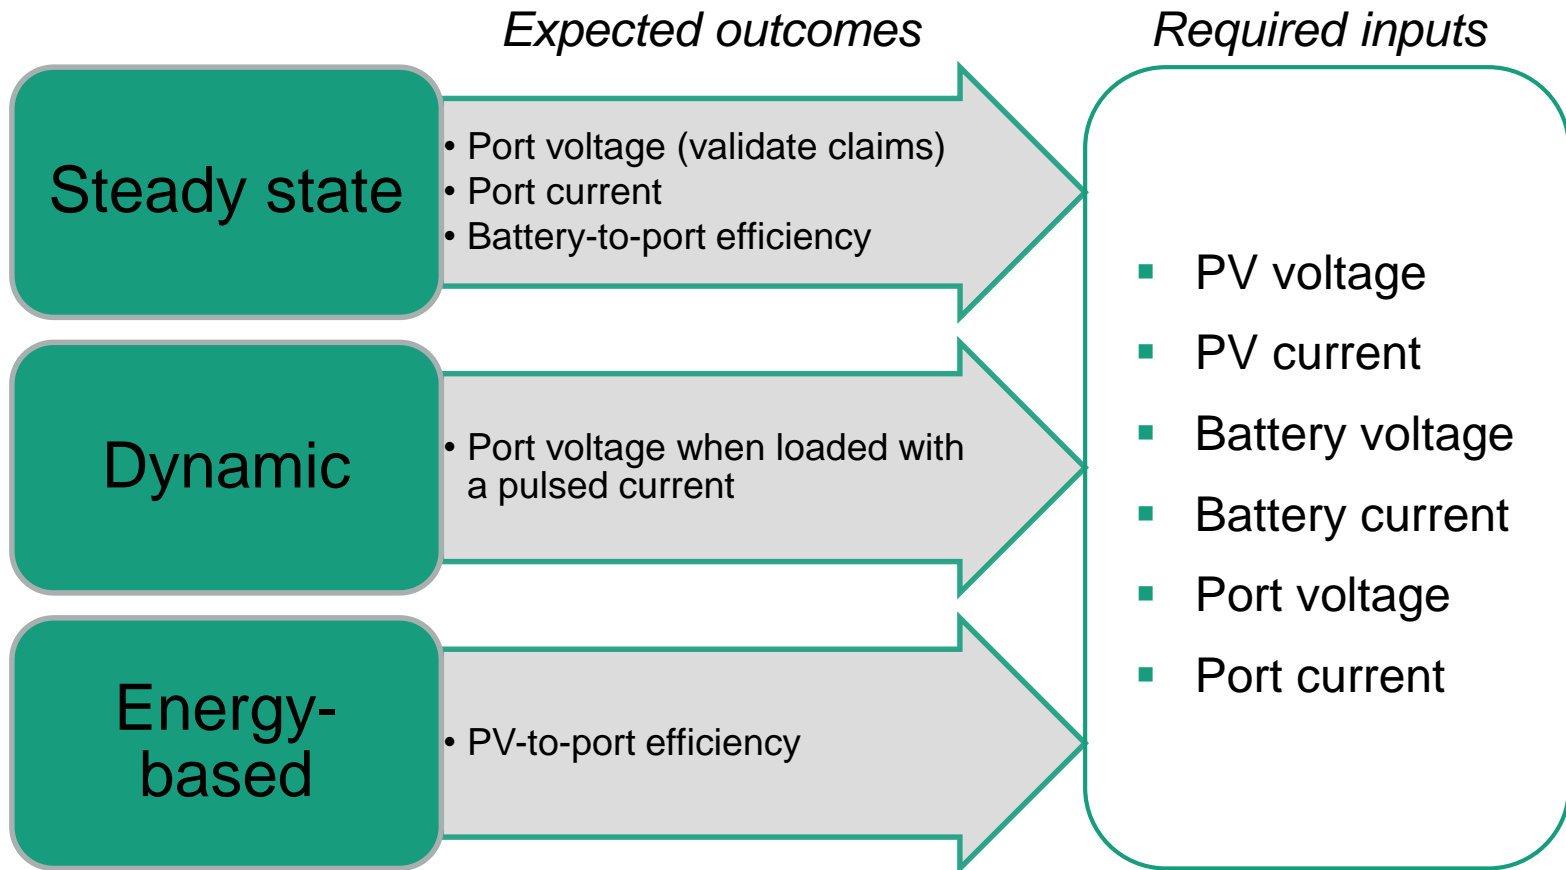 Expected outcomes
Required inputs
Steady state
• Port voltage (validate claims)
• Port current
• Battery-to-port efficiency
Dynamic
• Port voltage when loaded with
a pulsed current
Energy-
based
• PV-to-port efficiency
▪ PV voltage
▪ PV current
▪ Battery voltage
▪ Battery current
▪ Port voltage
▪ Port current